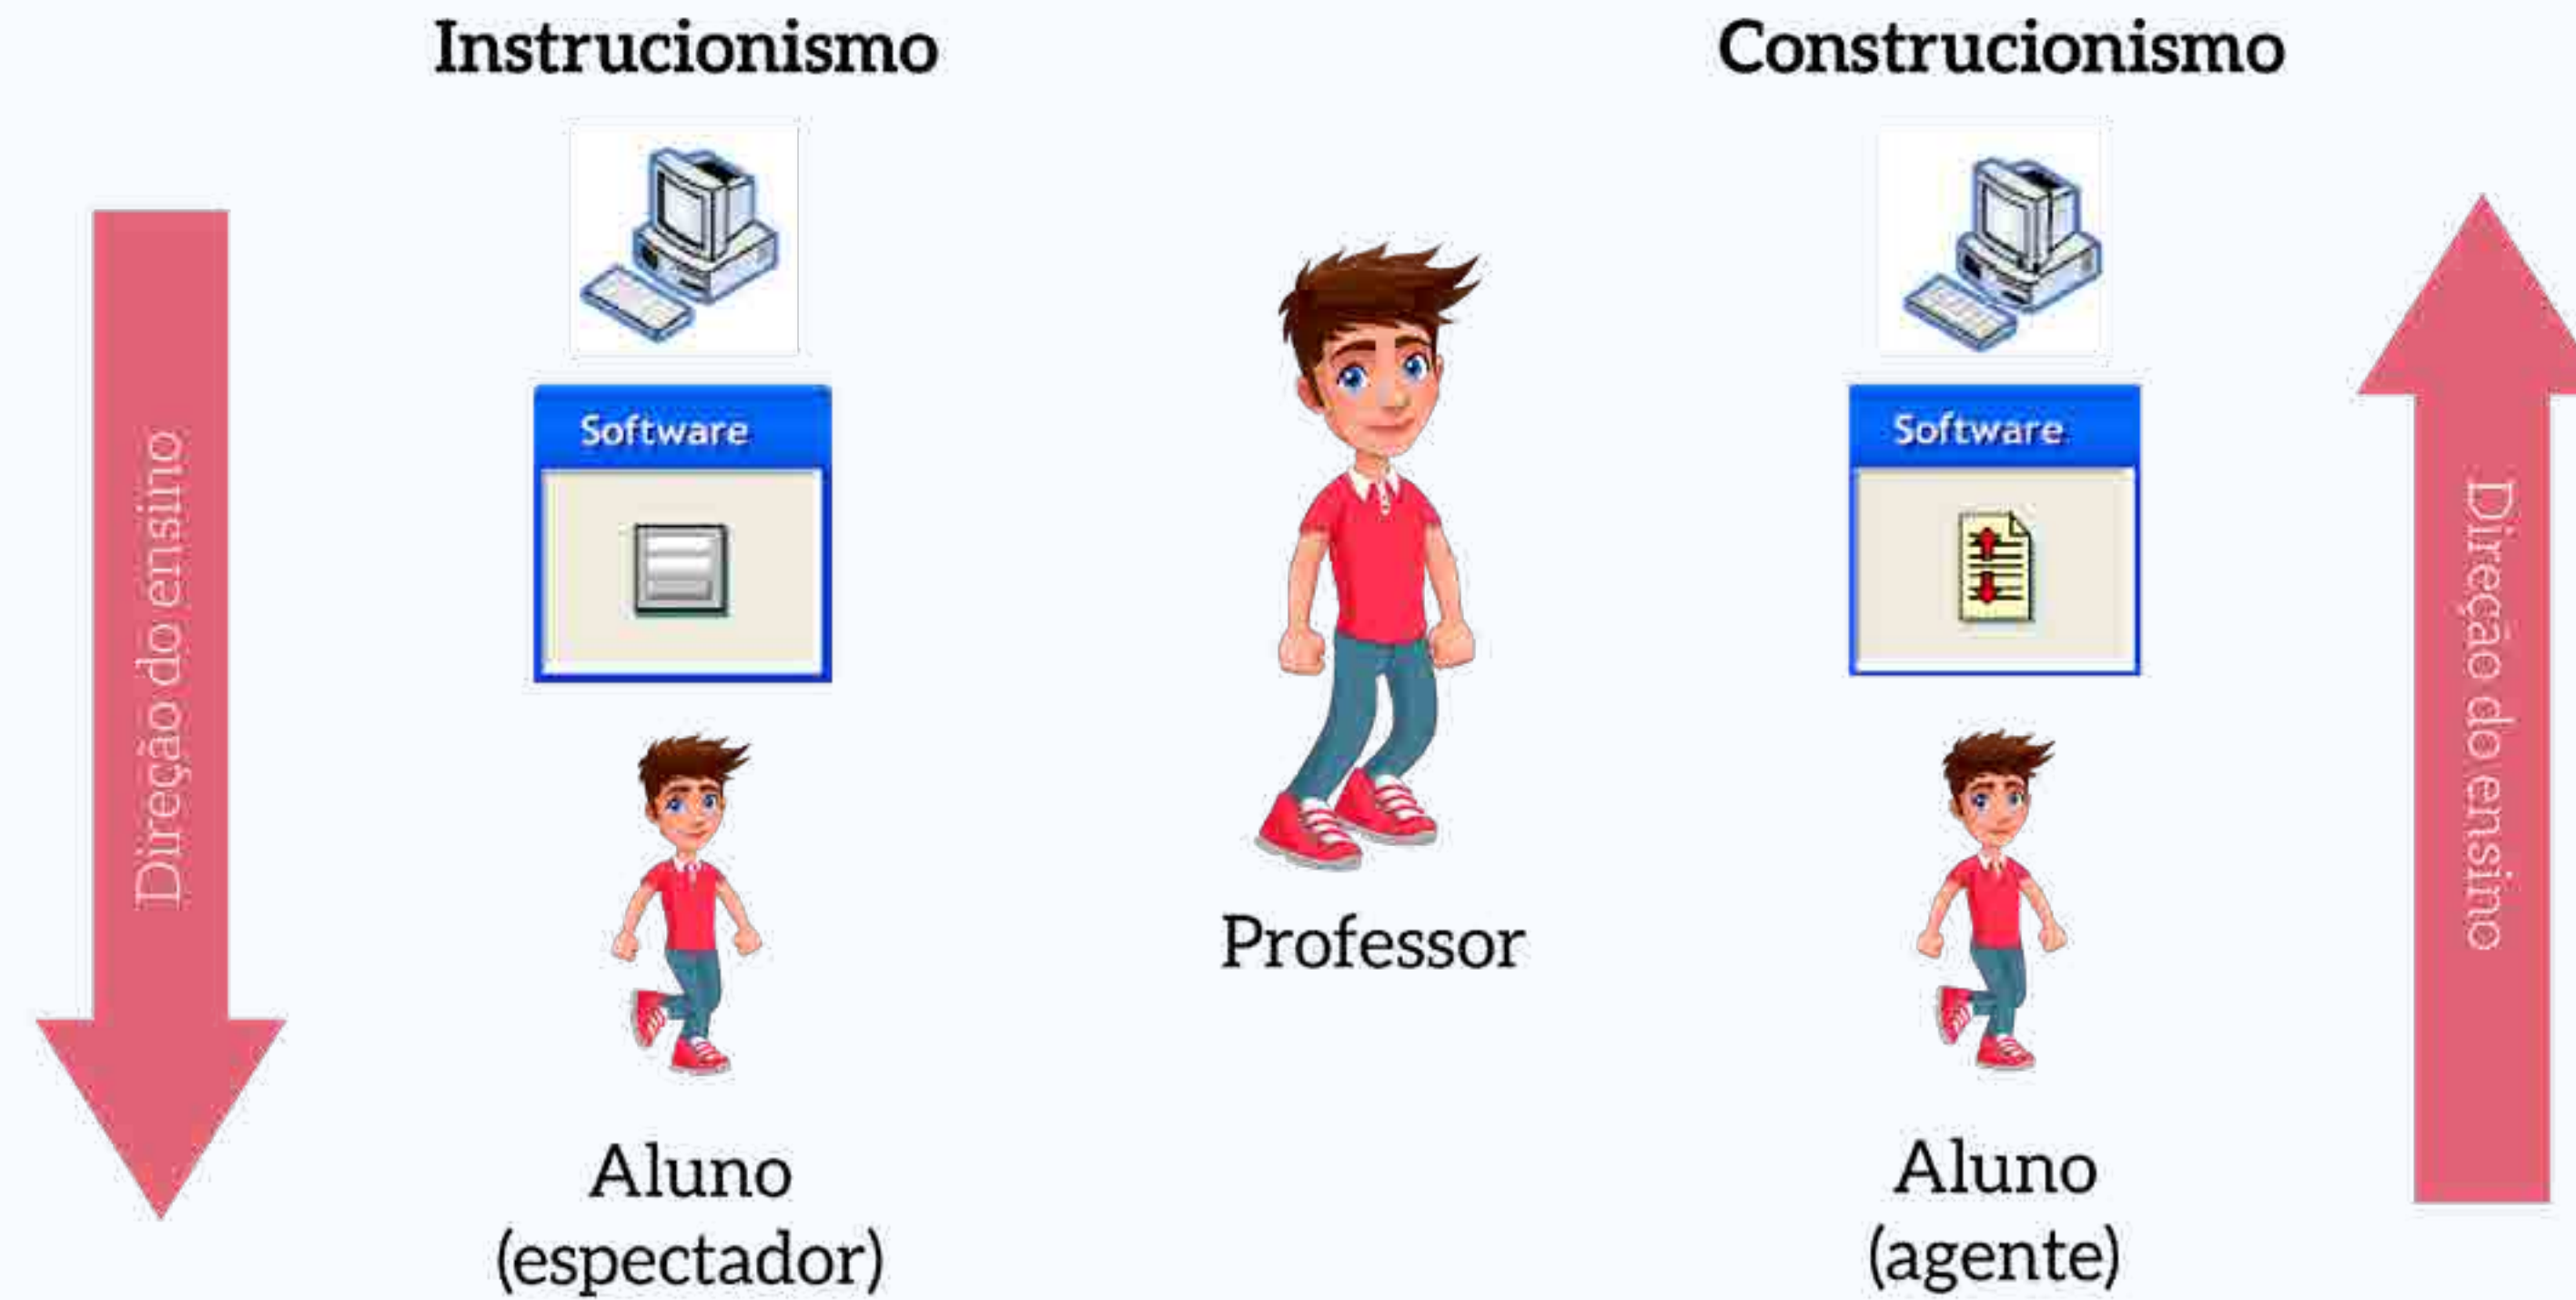 Instrucionismo
Construcionismo
Direção do ensino
Software
Aluno
(espectador)
Professor
Software
Aluno
(agente)
Direção do ensino